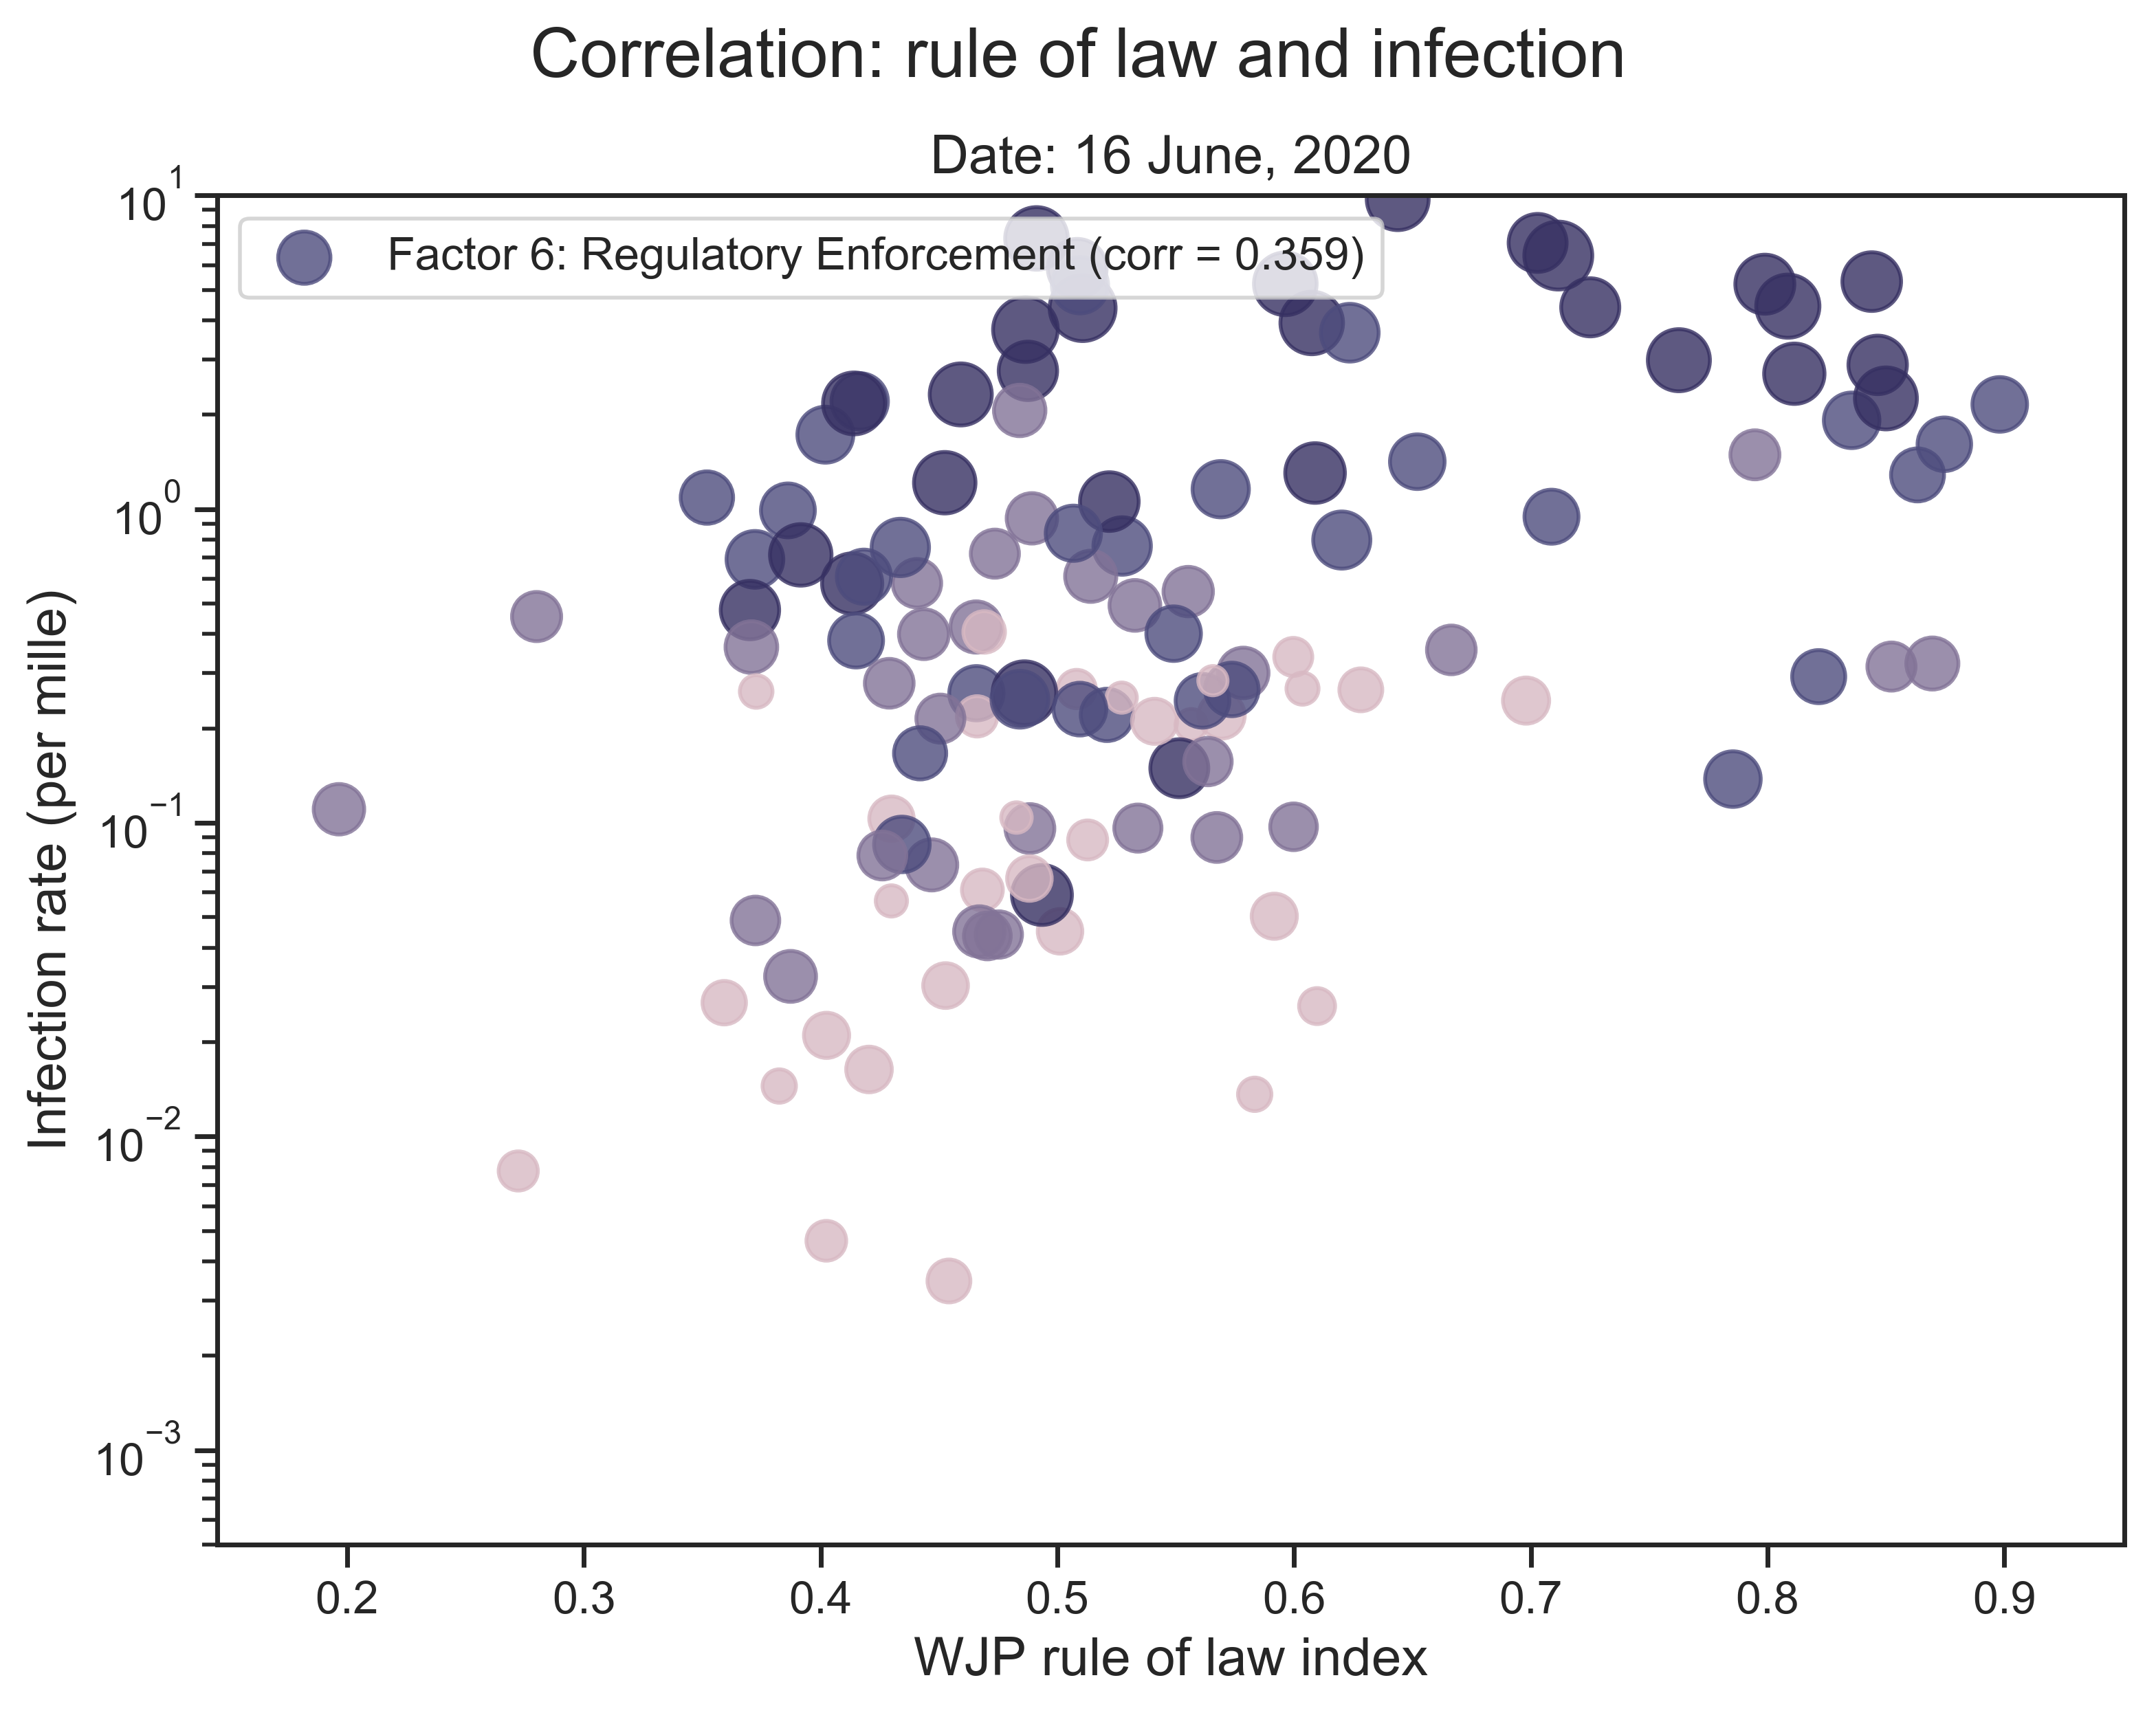 Correlation: rule of law and infection
Date: 16 June, 2020
Factor 6: Regulatory Enforcement (corr = 0.359)
Infection rate (per mille)
10^1
10^0
10^−1
10^−2
10^−3
0.2 0.3 0.4 0.5 0.6 0.7 0.8 0.9
WJP rule of law index